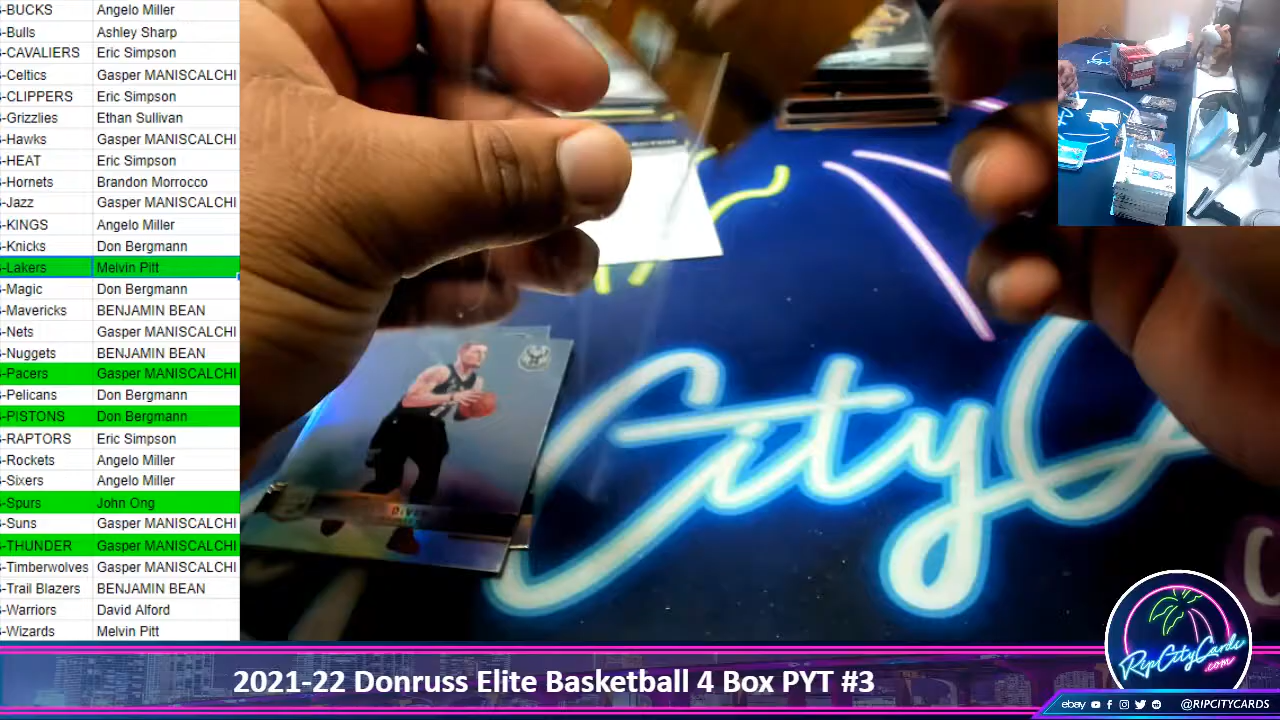 -BUCKS Angelo Miller
-Bulls Ashley Sharp
-CAVALIERS Eric Simpson
-Celtics Gasper MANISCALCHI
-CLIPPERS Eric Simpson
-Grizzlies Ethan Sullivan
-Hawks Gasper MANISCALCHI
-HEAT Eric Simpson
-Hornets Brandon Morrocco
-Jazz Gasper MANISCALCHI
-KINGS Angelo Miller
-Knicks Don Bergmann
-Lakers Melvin Pitt
-Magic Don Bergmann
-Mavericks BENJAMIN BEAN
-Nets Gasper MANISCALCHI
-Nuggets BENJAMIN BEAN
-Pacers Gasper MANISCALCHI
-Pelicans Don Bergmann
-PISTONS Don Bergmann
-RAPTORS Eric Simpson
-Rockets Angelo Miller
-Sixers Angelo Miller
-Spurs John Ong
-Suns Gasper MANISCALCHI
-THUNDER Gasper MANISCALCHI
-Timberwolves Gasper MANISCALCHI
-Trail Blazers BENJAMIN BEAN
-Warriors David Alford
-Wizards Melvin Pitt
City
RipCityCards
.com
2021-22 Donruss Elite Basketball 4 Box PYT #3
ebay @RIPCITYCARDS